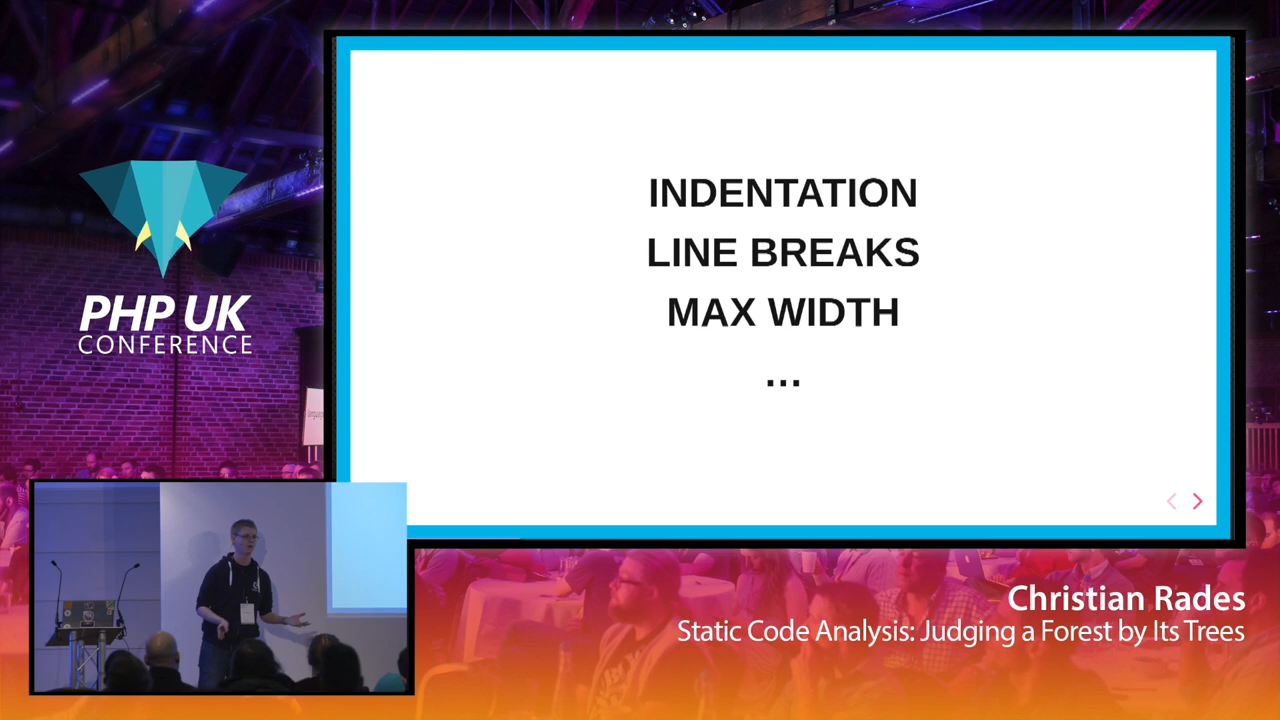 INDENTATION
LINE BREAKS
MAX WIDTH
...
PHP UK
CONFERENCE
Christian Rades
Static Code Analysis: Judging a Forest by Its Trees